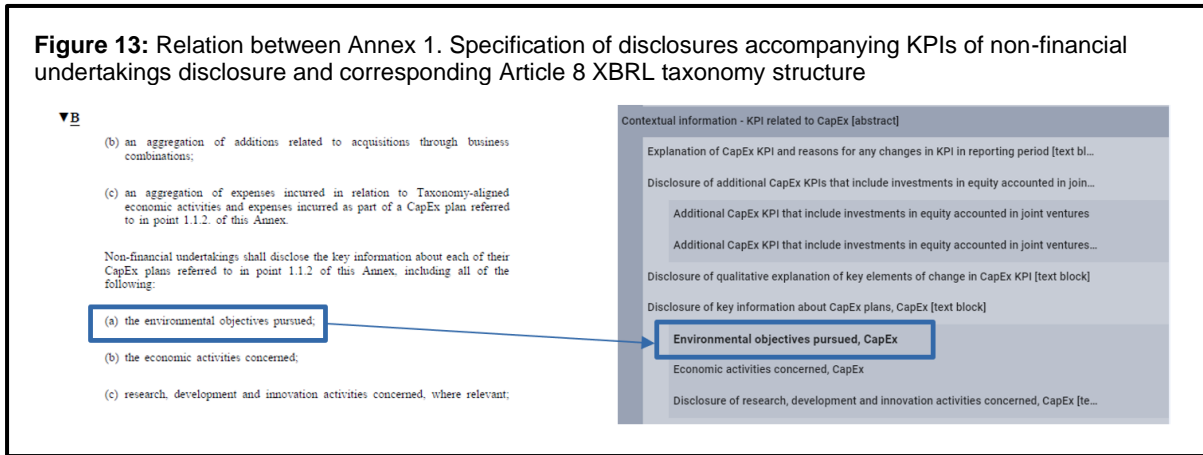 Figure 13: Relation between Annex 1. Specification of disclosures accompanying KPIs of non-financial
undertakings disclosure and corresponding Article 8 XBRL taxonomy structure
▼B
(b) an aggregation of additions related to acquisitions through business
combinations;
(c) an aggregation of expenses incurred in relation to Taxonomy-aligned
economic activities and expenses incurred as part of a CapEx plan referred
to in point 1.1.2. of this Annex.
Non-financial undertakings shall disclose the key information about each of their
CapEx plans referred to in point 1.1.2 of this Annex, including all of the
following:
(a) the environmental objectives pursued;
(b) the economic activities concerned;
(c) research, development and innovation activities concerned, where relevant;
Contextual information - KPI related to CapEx [abstract]
Explanation of CapEx KPI and reasons for any changes in KPI in reporting period [text bl...
Disclosure of additional CapEx KPIs that include investments in equity accounted in join...
Additional CapEx KPI that include investments in equity accounted in joint ventures
Additional CapEx KPI that include investments in equity accounted in joint ventures...
Disclosure of qualitative explanation of key elements of change in CapEx KPI [text block]
Disclosure of key information about CapEx plans, CapEx [text block]
Environmental objectives pursued, CapEx
Economic activities concerned, CapEx
Disclosure of research, development and innovation activities concerned, CapEx [te...